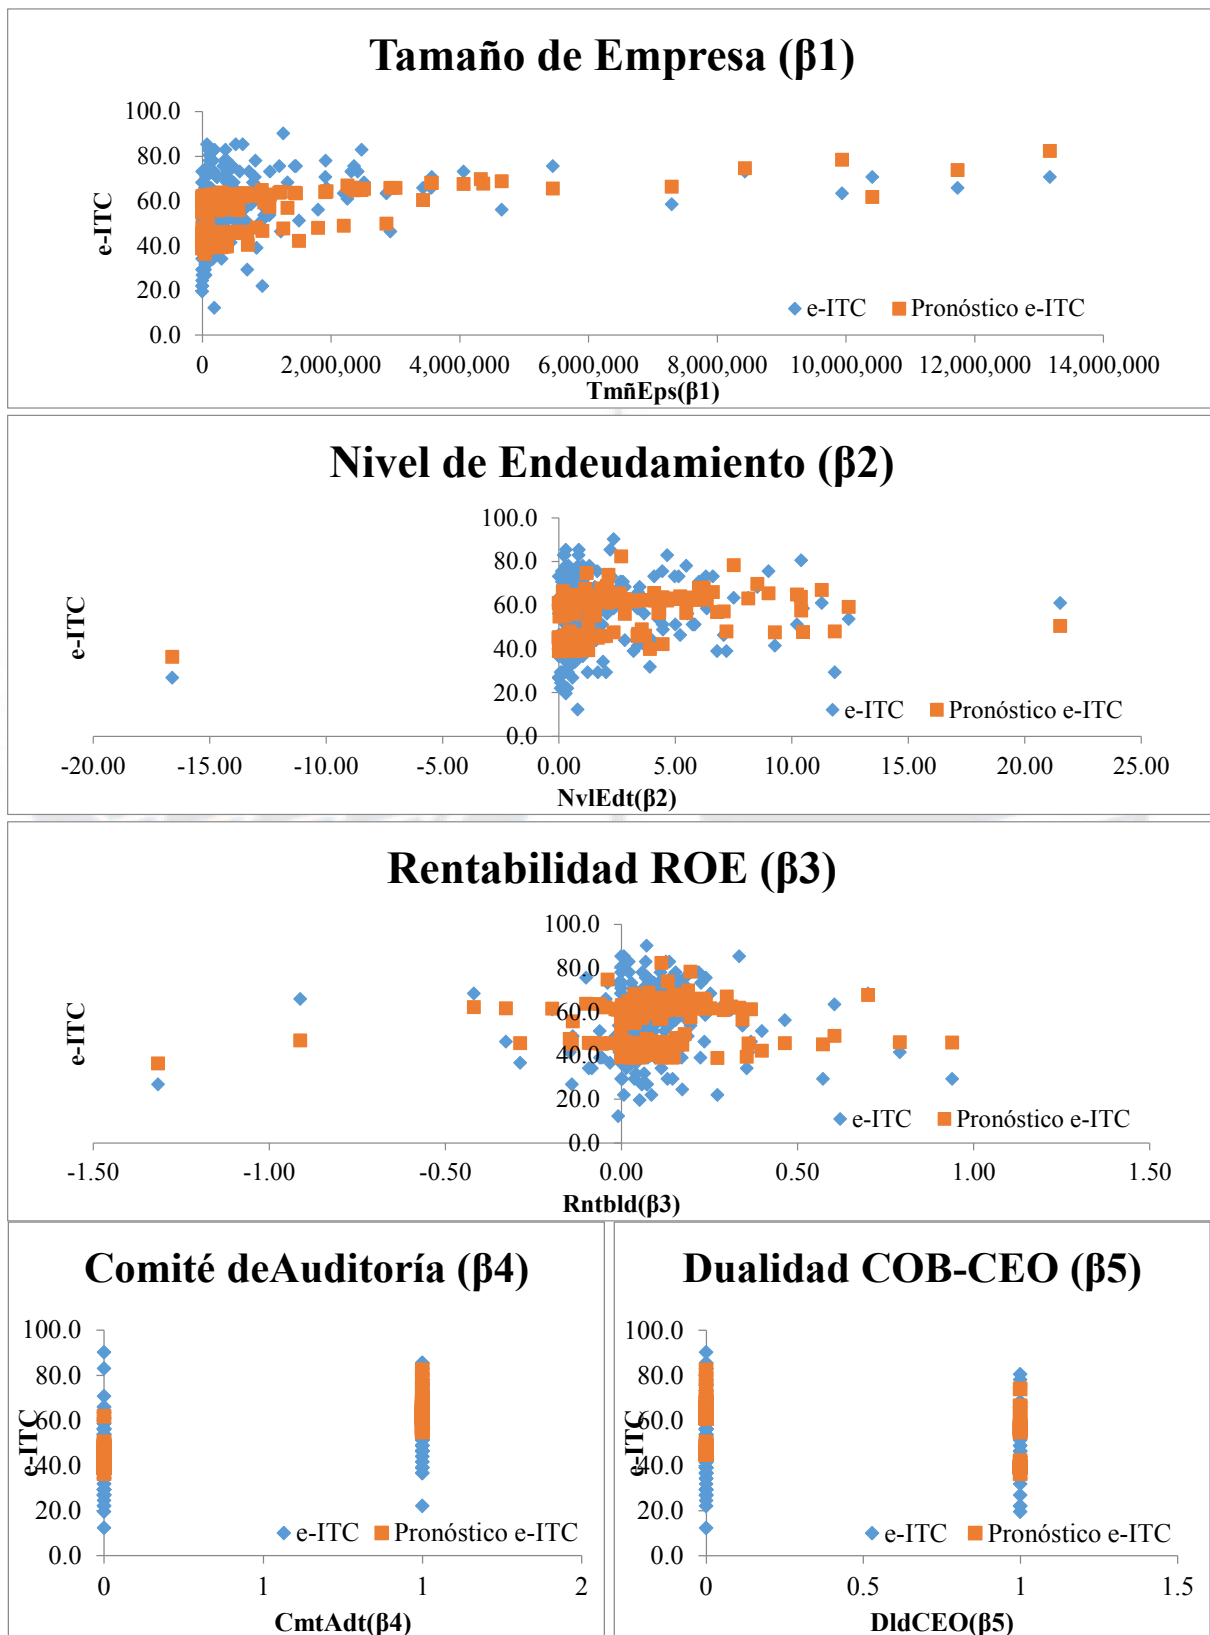 Tamaño de Empresa (β1)
100.0
80.0
60.0
40.0
20.0
0.0
e-ITC
e-ITC Pronóstico e-ITC
0 2,000,000 4,000,000 6,000,000 8,000,000 10,000,000 12,000,000 14,000,000
TmñEps(β1)
Nivel de Endeudamiento (β2)
100.0
80.0
60.0
40.0
20.0
0.0
e-ITC
e-ITC Pronóstico e-ITC
-20.00 -15.00 -10.00 -5.00 0.00 5.00 10.00 15.00 20.00 25.00
NvlEdt(β2)
Rentabilidad ROE (β3)
100.0
80.0
60.0
40.0
20.0
0.0
e-ITC
e-ITC Pronóstico e-ITC
-1.50 -1.00 -0.50 0.00 0.50 1.00 1.50
Rntbld(β3)
Comité deAuditoría (β4)
100.0
80.0
60.0
40.0
20.0
0.0
e-ITC
e-ITC Pronóstico e-ITC
0 1 1 2
CmtAdt(β4)
Dualidad COB-CEO (β5)
100.0
80.0
60.0
40.0
20.0
0.0
e-ITC
e-ITC Pronóstico e-ITC
0 0.5 1 1.5
DldCEO(β5)